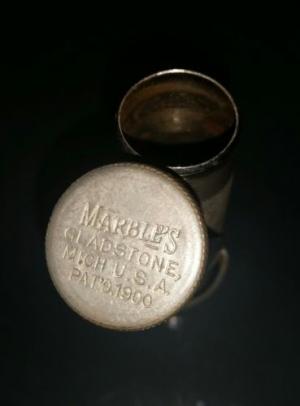 MARBLE'S
GLADSTONE,
MICH U.S.A.
PAT'D.1900